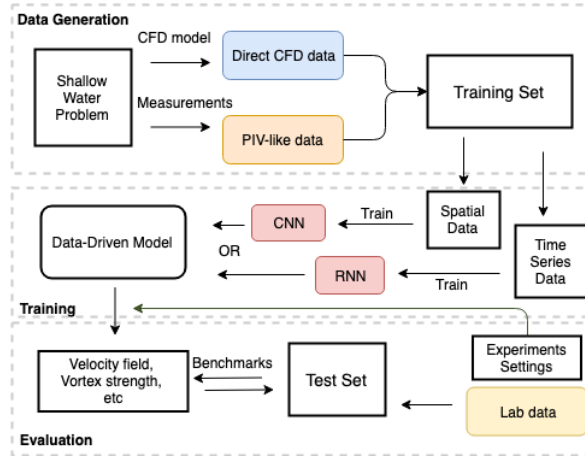 Data Generation
CFD model
Direct CFD data
Shallow
Water
Problem
Training Set
Measurements
PIV-like data
CNN
Train
Spatial
Data
Data-Driven Model
OR
Time
Series
Data
RNN
Train
Training
Velocity field,
Vortex strength,
etc
Benchmarks
Test Set
Experiments
Settings
Lab data
Evaluation